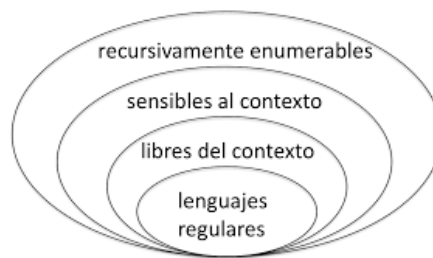 recursivamente enumerables
sensibles al contexto
libres del contexto
lenguajes
regulares